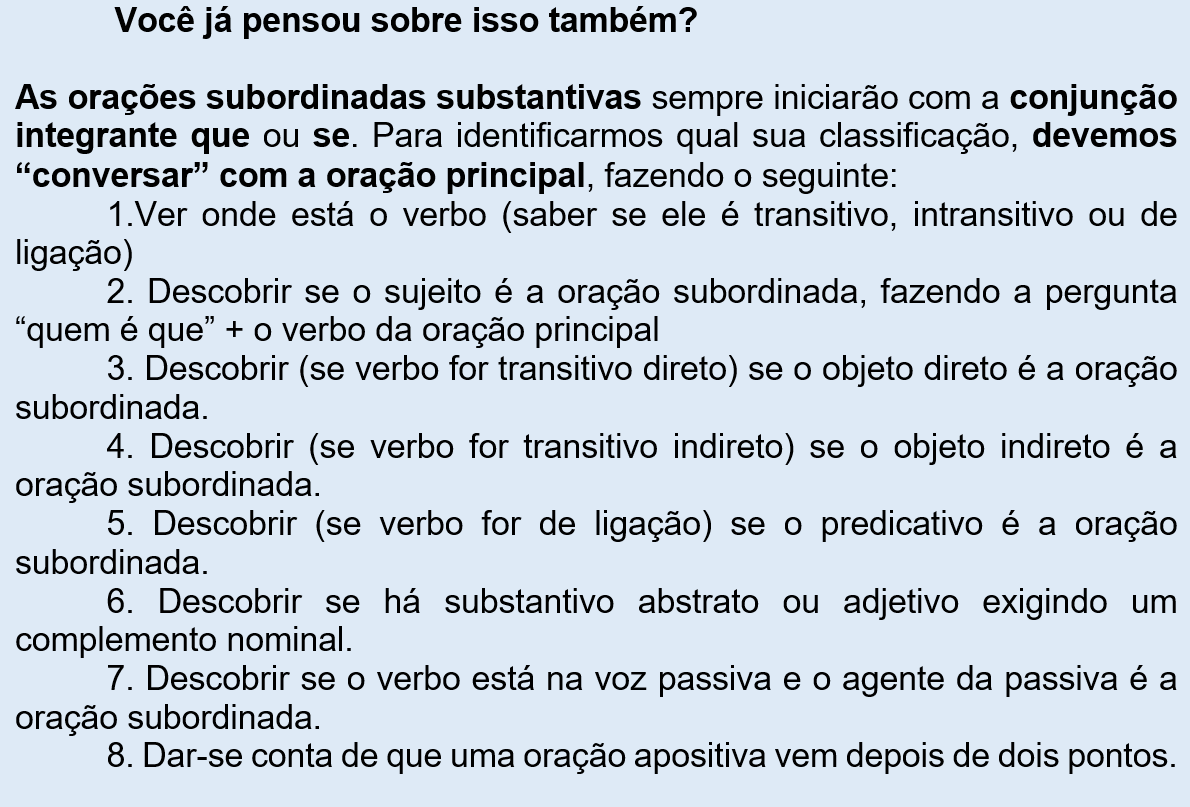 Você já pensou sobre isso também?
As orações subordinadas substantivas sempre iniciarão com a conjunção
integrante que ou se. Para identificarmos qual sua classificação, devemos
“conversar” com a oração principal, fazendo o seguinte:
1.Ver onde está o verbo (saber se ele é transitivo, intransitivo ou de
ligação)
2. Descobrir se o sujeito é a oração subordinada, fazendo a pergunta
“quem é que” + o verbo da oração principal
3. Descobrir (se verbo for transitivo direto) se o objeto direto é a oração
subordinada.
4. Descobrir (se verbo for transitivo indireto) se o objeto indireto é a
oração subordinada.
5. Descobrir (se verbo for de ligação) se o predicativo é a oração
subordinada.
6. Descobrir se há substantivo abstrato ou adjetivo exigindo um
complemento nominal.
7. Descobrir se o verbo está na voz passiva e o agente da passiva é a
oração subordinada.
8. Dar-se conta de que uma oração apositiva vem depois de dois pontos.